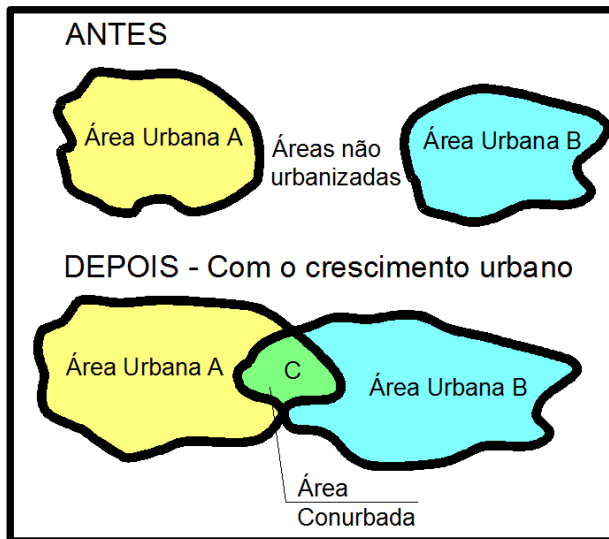 ANTES
Área Urbana A
Áreas não
urbanizadas
Área Urbana B
DEPOIS - Com o crescimento urbano
Área Urbana A
C
Área Urbana B
Área
Conurbada